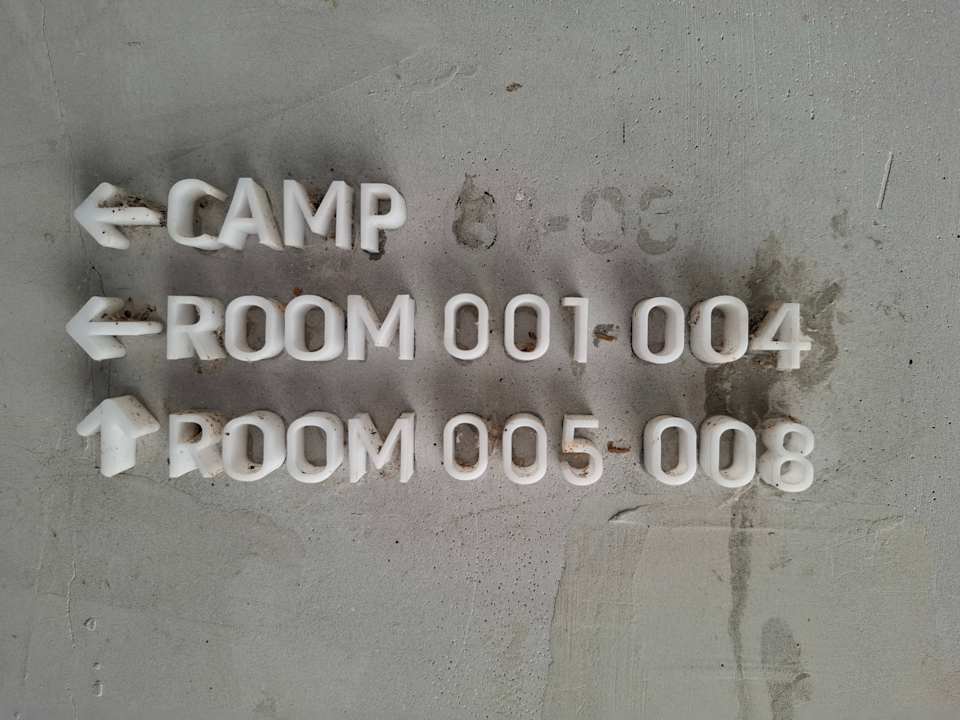 ← CAMP
← ROOM 001-004
↑ ROOM 005-008